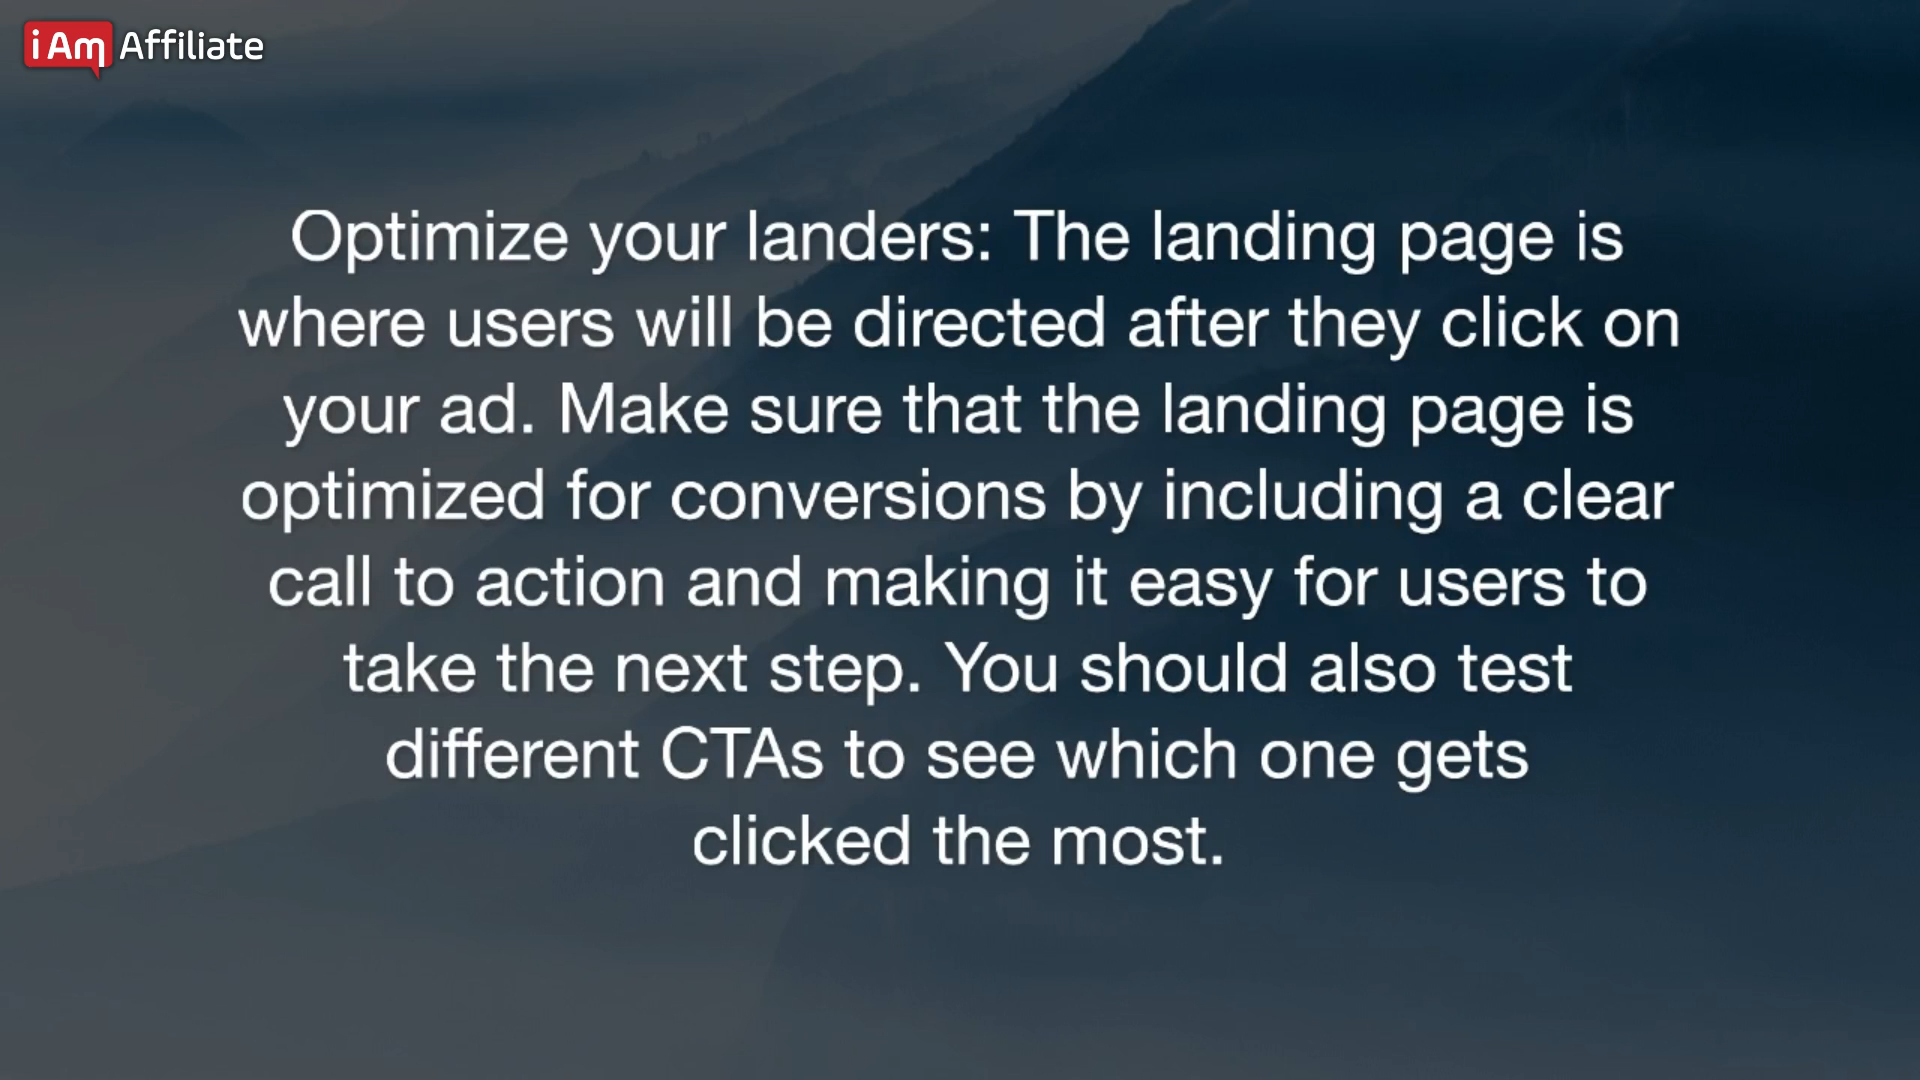 i Am Affiliate
Optimize your landers: The landing page is
where users will be directed after they click on
your ad. Make sure that the landing page is
optimized for conversions by including a clear
call to action and making it easy for users to
take the next step. You should also test
different CTAs to see which one gets
clicked the most.